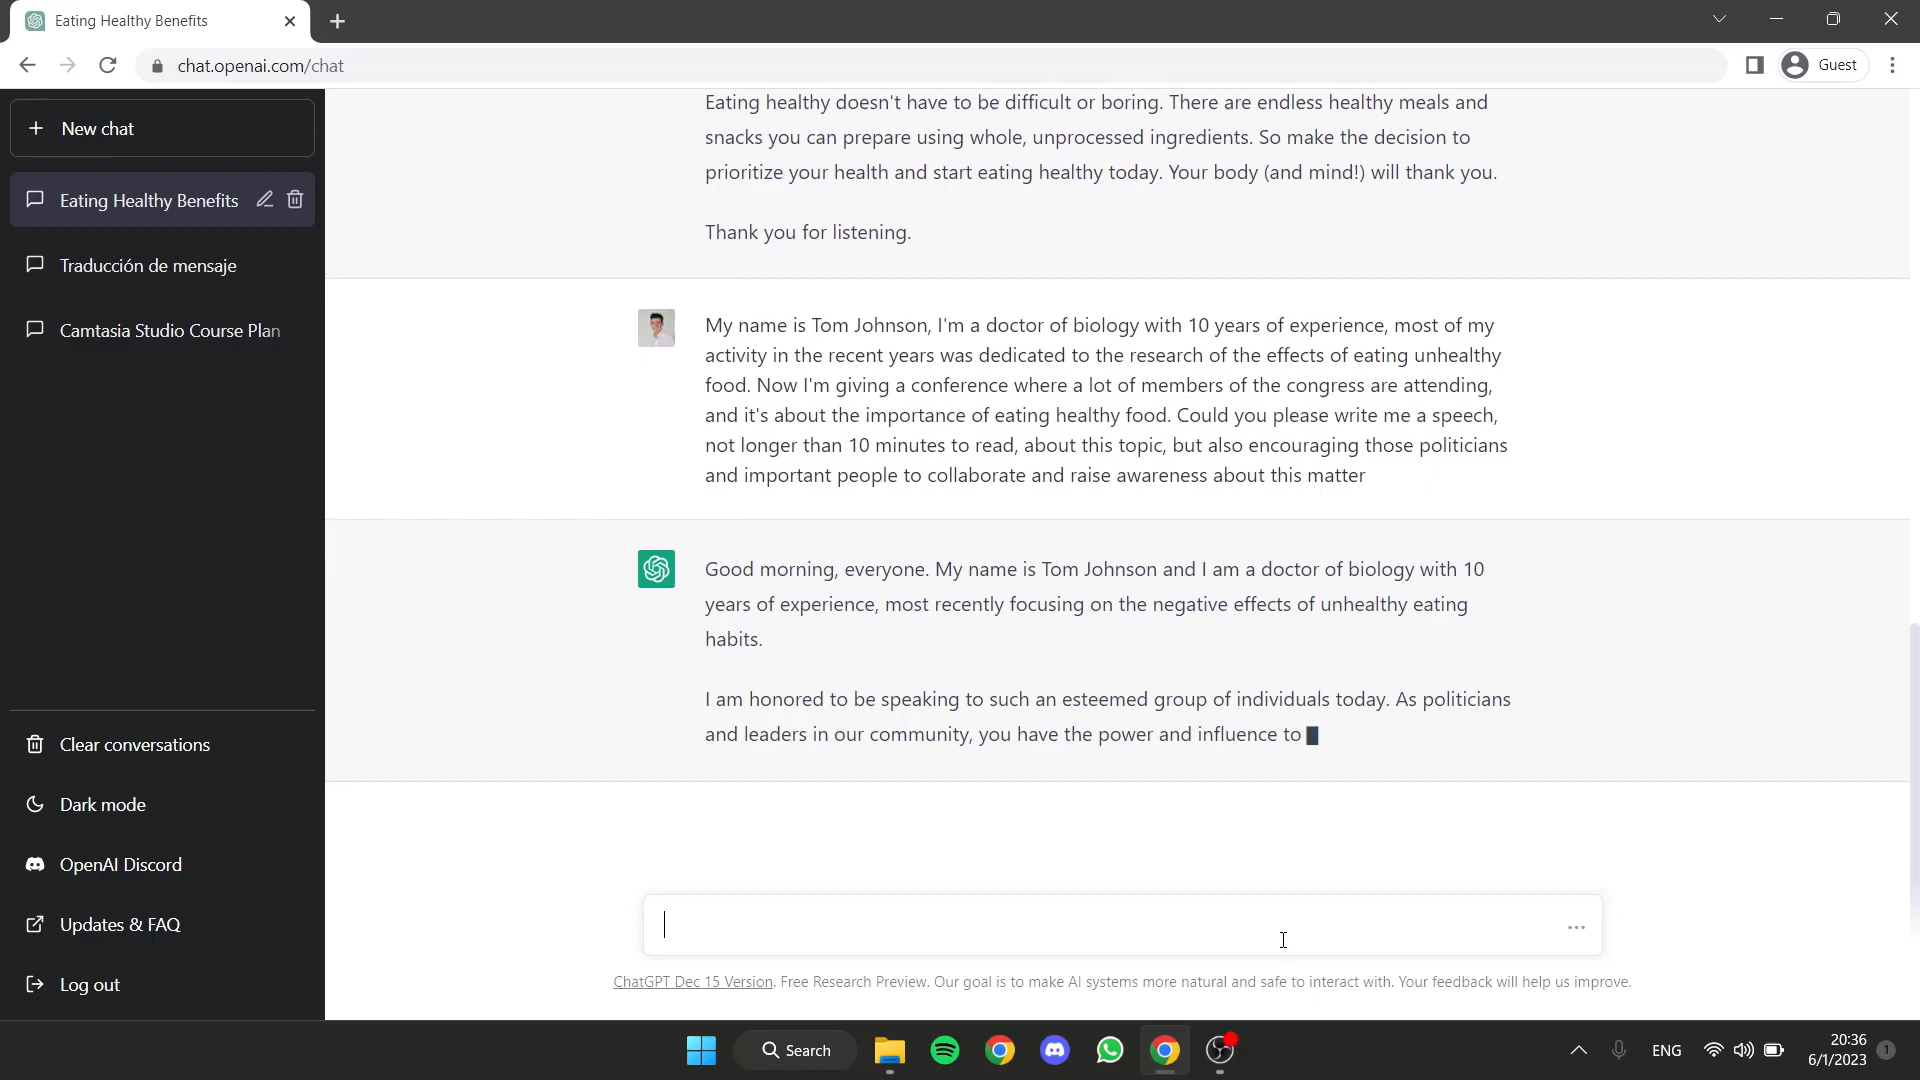 Eating Healthy Benefits
chat.openai.com/chat
Guest
New chat
Eating Healthy Benefits
Traducción de mensaje
Camtasia Studio Course Plan
Clear conversations
Dark mode
OpenAI Discord
Updates & FAQ
Log out
Eating healthy doesn't have to be difficult or boring. There are endless healthy meals and
snacks you can prepare using whole, unprocessed ingredients. So make the decision to
prioritize your health and start eating healthy today. Your body (and mind!) will thank you.
Thank you for listening.
My name is Tom Johnson, I'm a doctor of biology with 10 years of experience, most of my
activity in the recent years was dedicated to the research of the effects of eating unhealthy
food. Now I'm giving a conference where a lot of members of the congress are attending,
and it's about the importance of eating healthy food. Could you please write me a speech,
not longer than 10 minutes to read, about this topic, but also encouraging those politicians
and important people to collaborate and raise awareness about this matter
Good morning, everyone. My name is Tom Johnson and I am a doctor of biology with 10
years of experience, most recently focusing on the negative effects of unhealthy eating
habits.
I am honored to be speaking to such an esteemed group of individuals today. As politicians
and leaders in our community, you have the power and influence to
ChatGPT Dec 15 Version. Free Research Preview. Our goal is to make AI systems more natural and safe to interact with. Your feedback will help us improve.
Search
ENG
20:36
6/1/2023
1